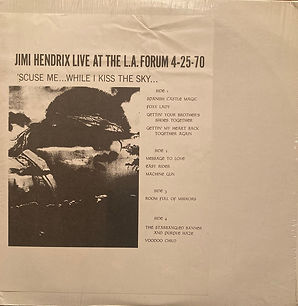 JIMI HENDRIX LIVE AT THE L.A. FORUM 4-25-70
'SCUSE ME...WHILE I KISS THE SKY...
SIDE 1
SPANISH CASTLE MAGIC
FOXY LADY
GETTIN' YOUR BROTHER'S
SHOES TOGETHER
GETTIN' MY HEART BACK
TOGETHER AGAIN
SIDE 2
MESSAGE TO LOVE
EASY RIDER
MACHINE GUN
SIDE 3
ROOM FULL OF MIRRORS
SIDE 4
THE STARSPANGLED BANNER
AND PURPLE HAZE
VOODOO CHILD